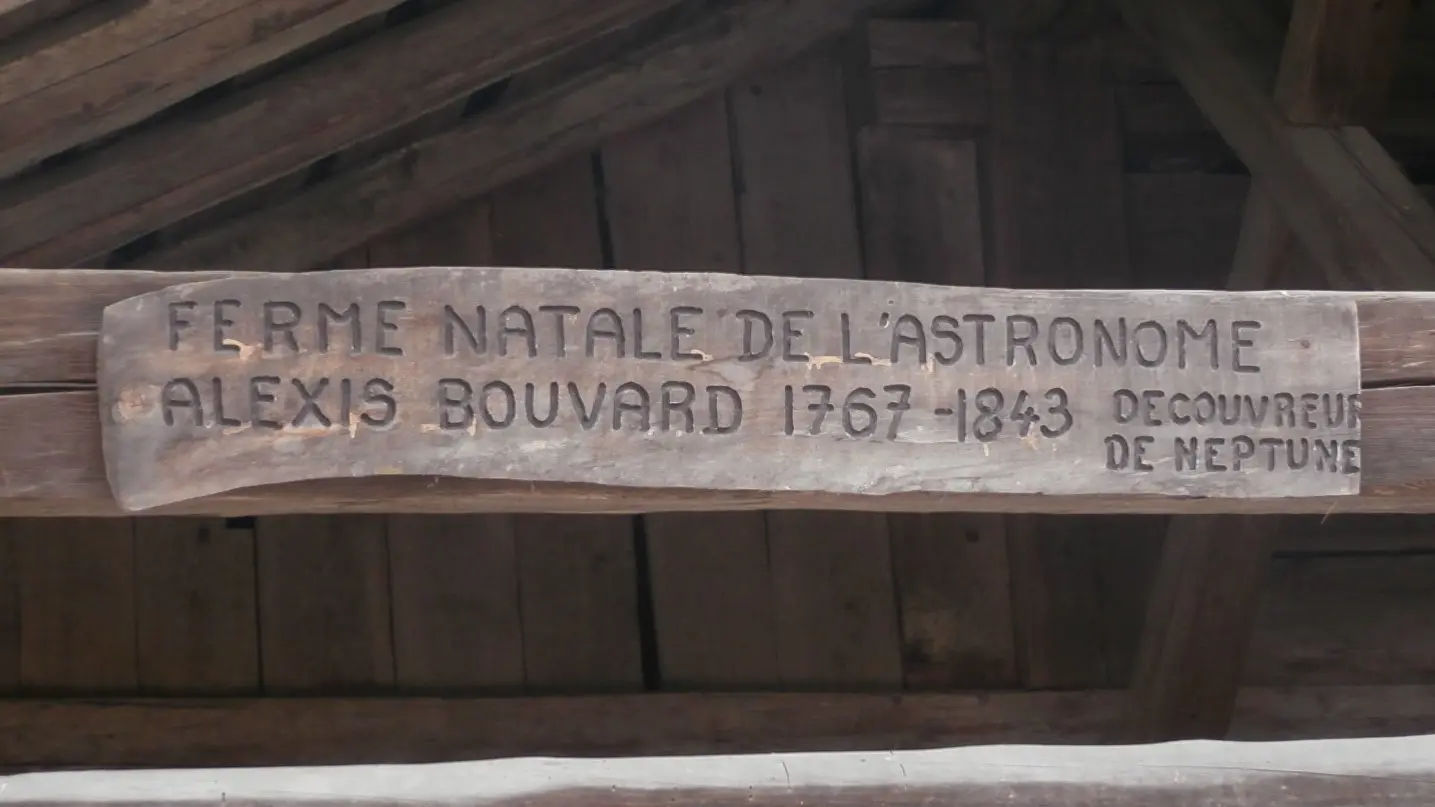 FERME NATALE DE L'ASTRONOME
ALEXIS BOUVARD 1767-1843 DECOUVREUR
DE NEPTUNE